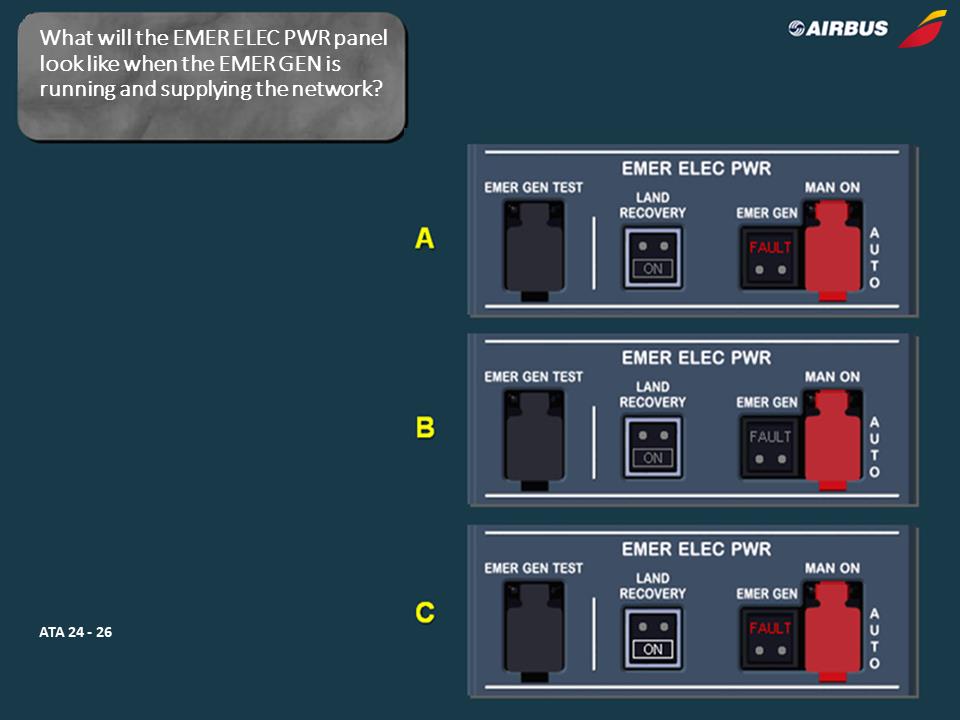 What will the EMER ELEC PWR panel
look like when the EMER GEN is
running and supplying the network?
AIRBUS
A
EMER ELEC PWR
EMER GEN TEST
LAND
RECOVERY
ON
EMER GEN
FAULT
MAN ON
A
U
T
O
B
EMER ELEC PWR
EMER GEN TEST
LAND
RECOVERY
ON
EMER GEN
FAULT
MAN ON
A
U
T
O
C
EMER ELEC PWR
EMER GEN TEST
LAND
RECOVERY
ON
EMER GEN
FAULT
MAN ON
A
U
T
O
ATA 24 - 26